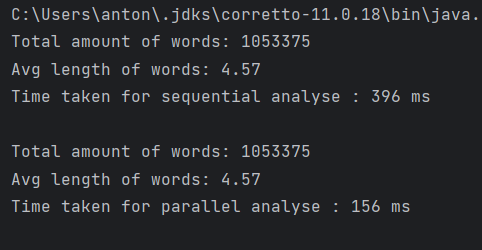 C:\Users\anton\.jdks\corretto-11.0.18\bin\java.
Total amount of words: 1053375
Avg length of words: 4.57
Time taken for sequential analyse : 396 ms
Total amount of words: 1053375
Avg length of words: 4.57
Time taken for parallel analyse : 156 ms